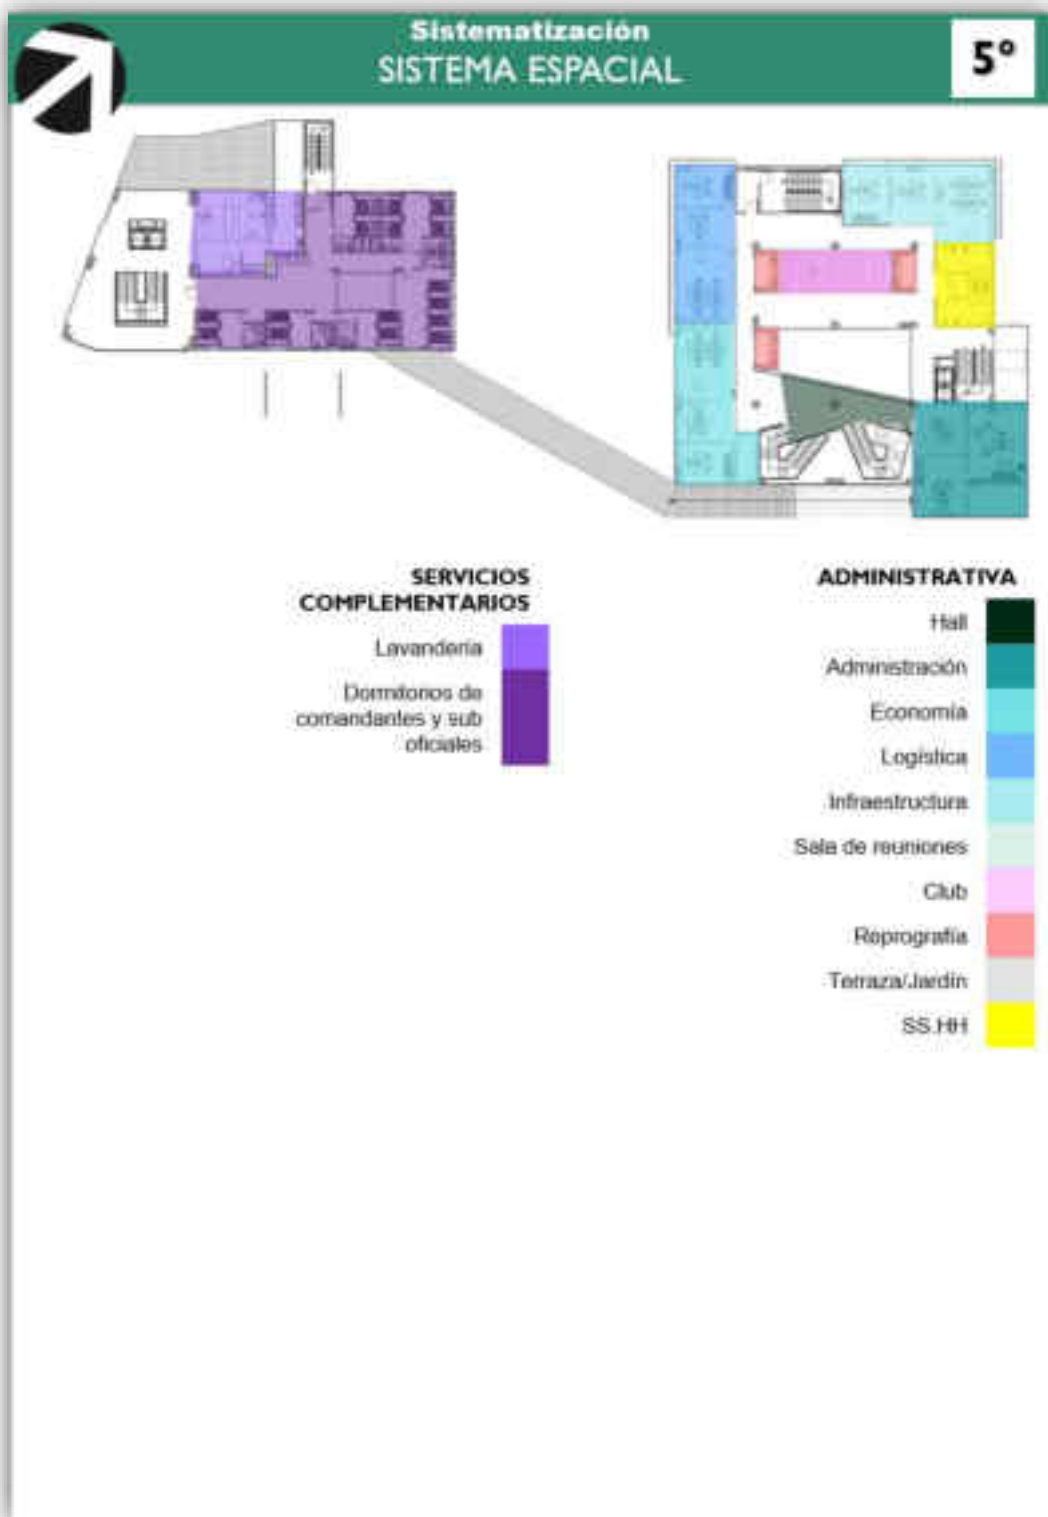 Sistematización
SISTEMA ESPACIAL
5°
SERVICIOS
COMPLEMENTARIOS
Lavandería
Dormitorios de
comandantes y sub
oficiales
ADMINISTRATIVA
Hall
Administración
Economía
Logística
Infraestructura
Sala de reuniones
Club
Reprografía
Terraza/Jardín
SS.HH